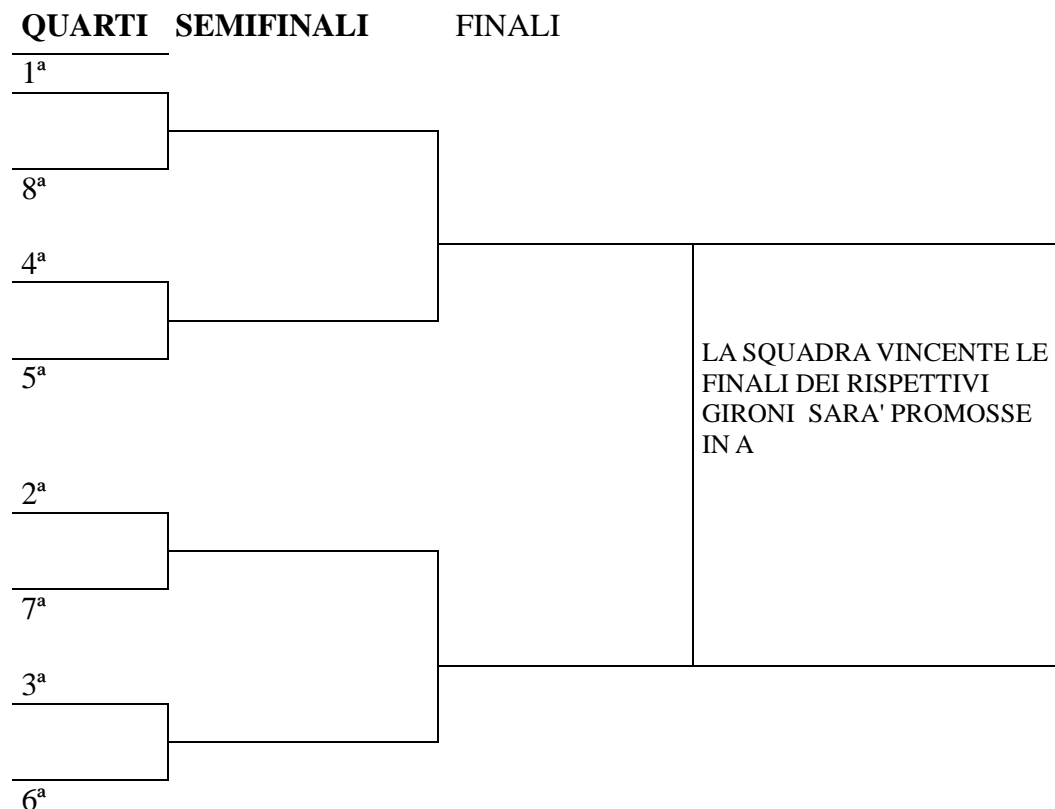 QUARTI SEMIFINALI FINALI
1ª
8ª
4ª
5ª
LA SQUADRA VINCENTE LE
FINALI DEI RISPETTIVI
GIRONI SARA' PROMOSSE
IN A
2ª
7ª
3ª
6ª